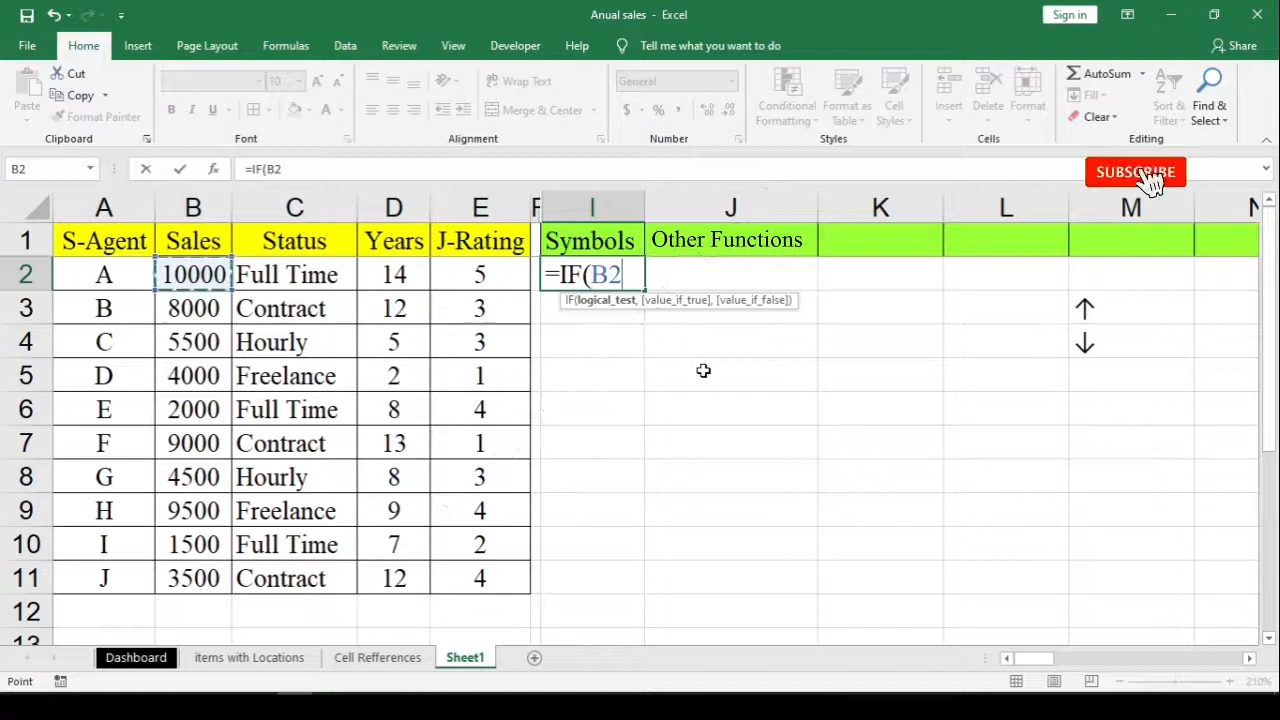 Anual sales - Excel
Sign in
File Home Insert Page Layout Formulas Data Review View Developer Help Tell me what you want to do Share
Paste
Cut
Copy
Format Painter
Clipboard
10
B I U
Font
Wrap Text
Merge & Center
Alignment
General
$ % ,
Number
Conditional Formatting
Format as Table
Cell Styles
Styles
Insert
Delete
Format
Cells
AutoSum
Fill
Clear
Sort & Filter
Find & Select
Editing
B2 fx =IF(B2
SUBSCRIBE
A B C D E F I J K L M N
1 S-Agent Sales Status Years J-Rating Symbols Other Functions
2 A 10000 Full Time 14 5 =IF(B2
IF(logical_test, [value_if_true], [value_if_false])
3 B 8000 Contract 12 3 ↑
4 C 5500 Hourly 5 3 ↓
5 D 4000 Freelance 2 1
6 E 2000 Full Time 8 4
7 F 9000 Contract 13 1
8 G 4500 Hourly 8 3
9 H 9500 Freelance 9 4
10 I 1500 Full Time 7 2
11 J 3500 Contract 12 4
12
13
Dashboard items with Locations Cell Refferences Sheet1
Point
210%